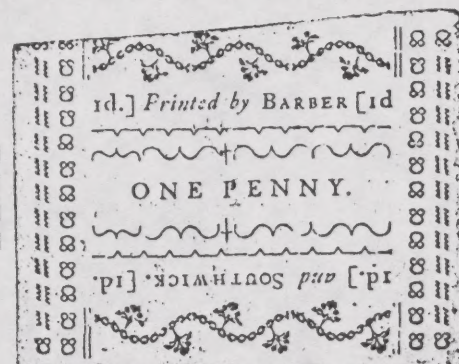 1d.] Printed by BARBER [1d
ONE PENNY.
1d.[ and SOUTHWICK. ]1d.